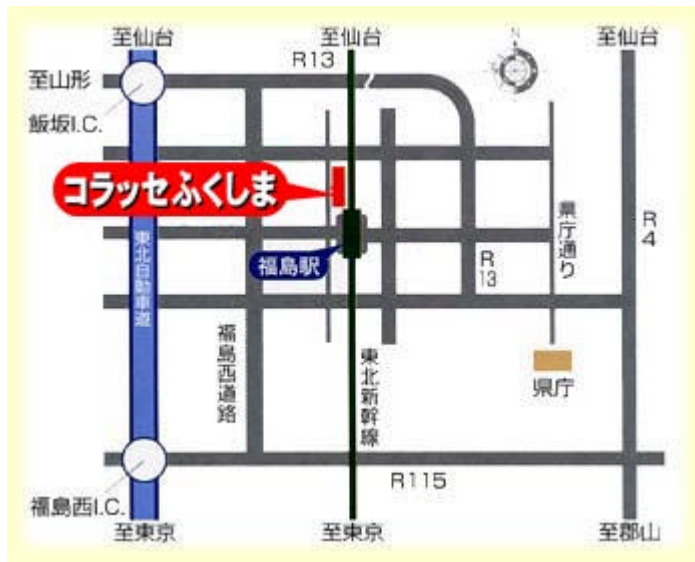 至仙台
至仙台
至仙台
R13
N
至山形
飯坂I.C.
コラッセふくしま
福島駅
東北自動車道
県庁通り
R4
R13
福島西道路
東北新幹線
県庁
R115
福島西I.C.
至東京
至東京
至郡山